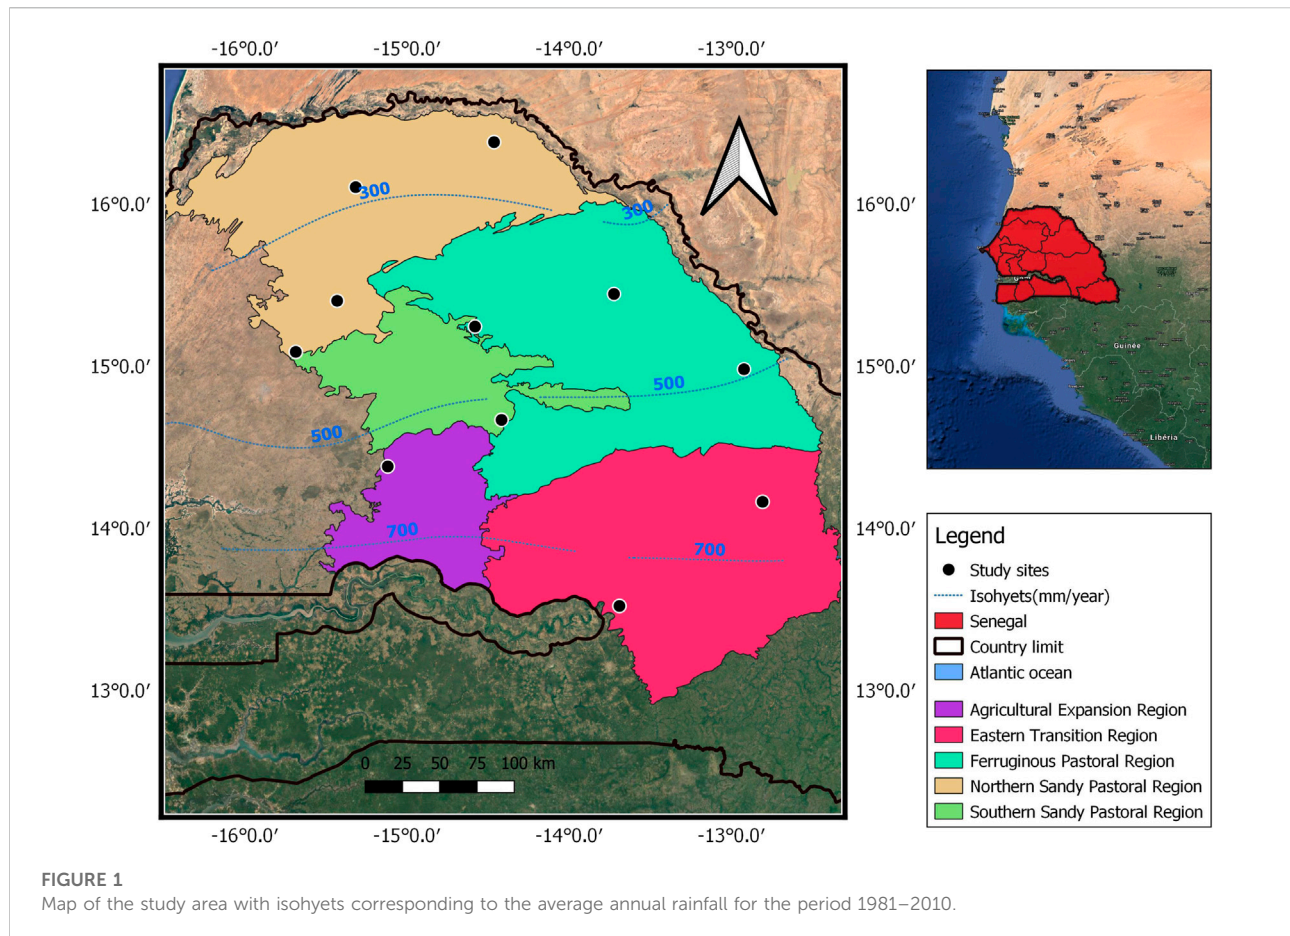 -16°0.0′ -15°0.0′ -14°0.0′ -13°0.0′
16°0.0′
15°0.0′
14°0.0′
13°0.0′
300
300
500
500
700
700
0 25 50 75 100 km
16°0.0′
15°0.0′
14°0.0′
13°0.0′
-16°0.0′ -15°0.0′ -14°0.0′ -13°0.0′
Guinée
Libéria
Legend
Study sites
Isohyets(mm/year)
Senegal
Country limit
Atlantic ocean
Agricultural Expansion Region
Eastern Transition Region
Ferruginous Pastoral Region
Northern Sandy Pastoral Region
Southern Sandy Pastoral Region
FIGURE 1
Map of the study area with isohyets corresponding to the average annual rainfall for the period 1981–2010.